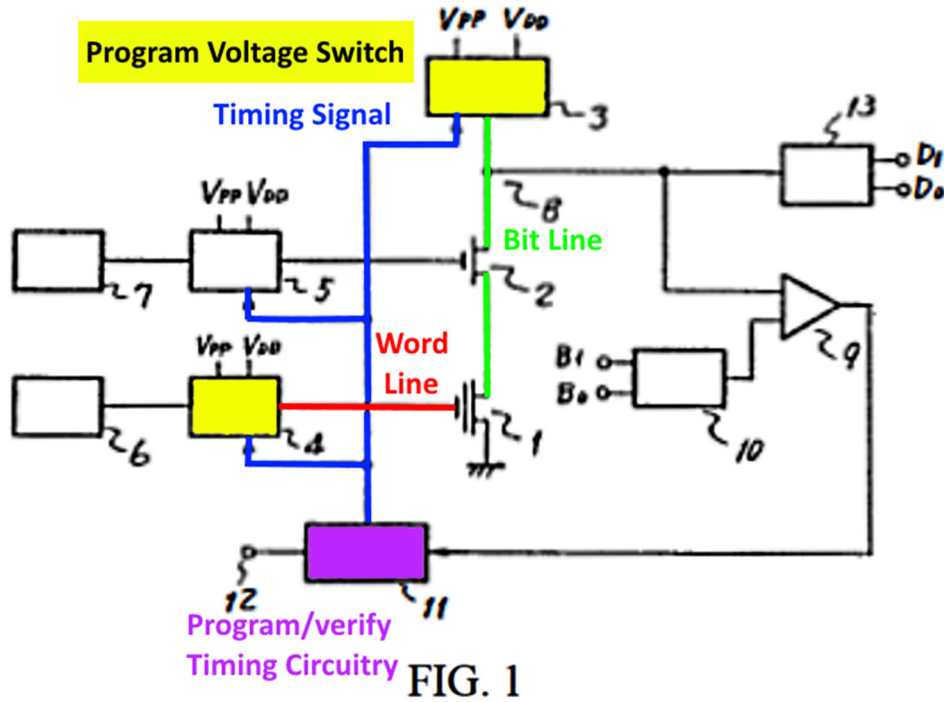 VPP VDD
Program Voltage Switch
3
Timing Signal
13
D1
D0
VPP VDD
8
Bit Line
7
5
2
VPP VDD
Word
Line
B1
B0
9
6
4
1
10
12
11
Program/verify
Timing Circuitry
FIG. 1